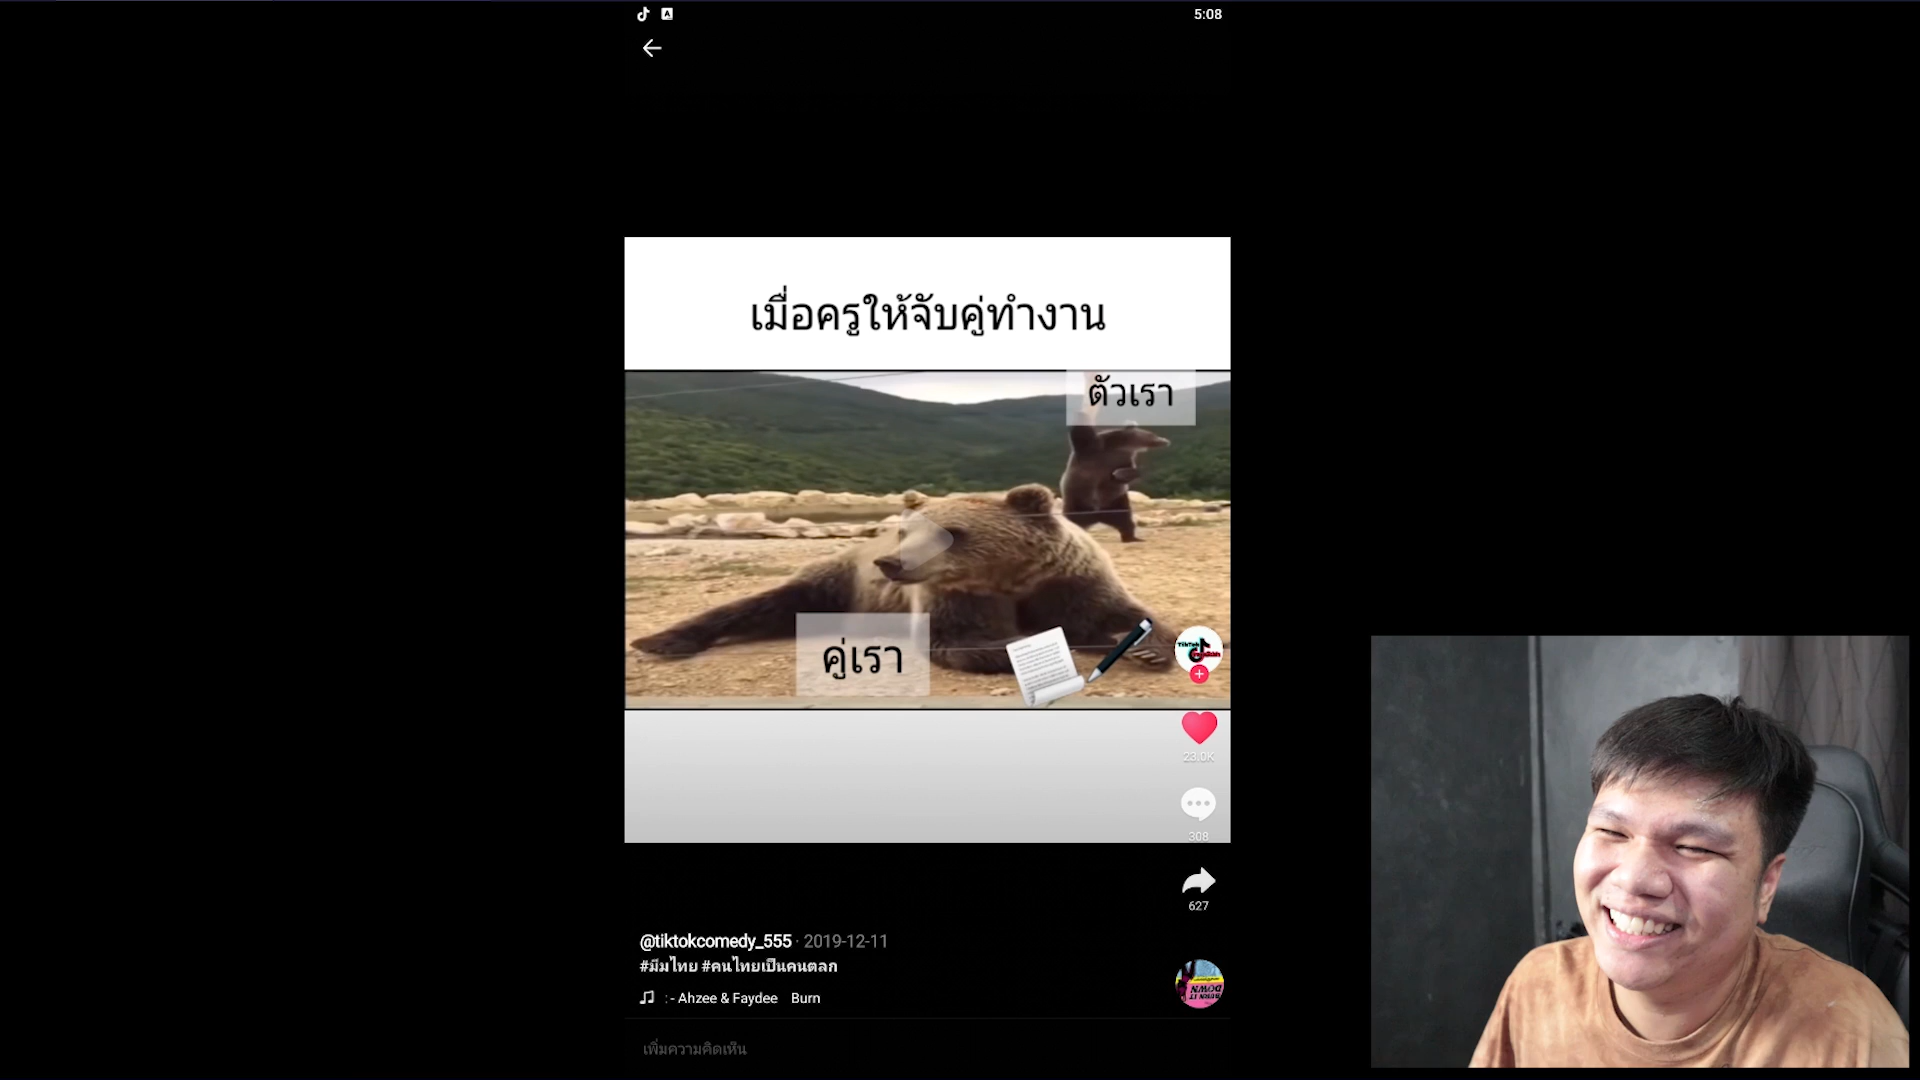 5:08
เมื่อครูให้จับคู่ทำงาน
ตัวเรา
คู่เรา
23.0K
308
627
@tiktokcomedy_555 · 2019-12-11
#มีมไทย #คนไทยเป็นคนตลก
:- Ahzee & Faydee Burn
เพิ่มความคิดเห็น